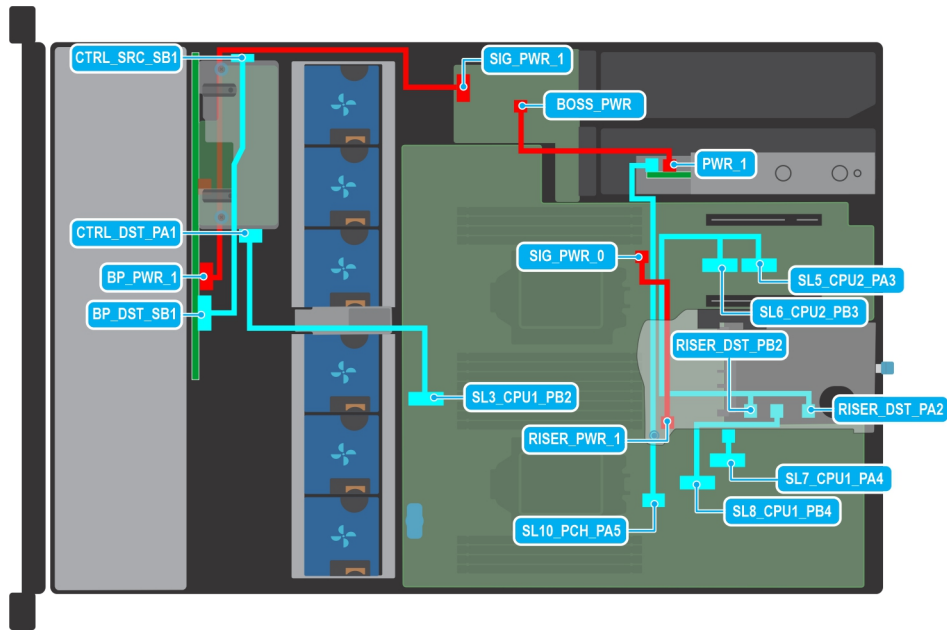 CTRL_SRC_SB1
SIG_PWR_1
BOSS_PWR
PWR_1
CTRL_DST_PA1
SIG_PWR_0
BP_PWR_1
SL5_CPU2_PA3
BP_DST_SB1
SL6_CPU2_PB3
RISER_DST_PB2
SL3_CPU1_PB2
RISER_DST_PA2
RISER_PWR_1
SL7_CPU1_PA4
SL8_CPU1_PB4
SL10_PCH_PA5